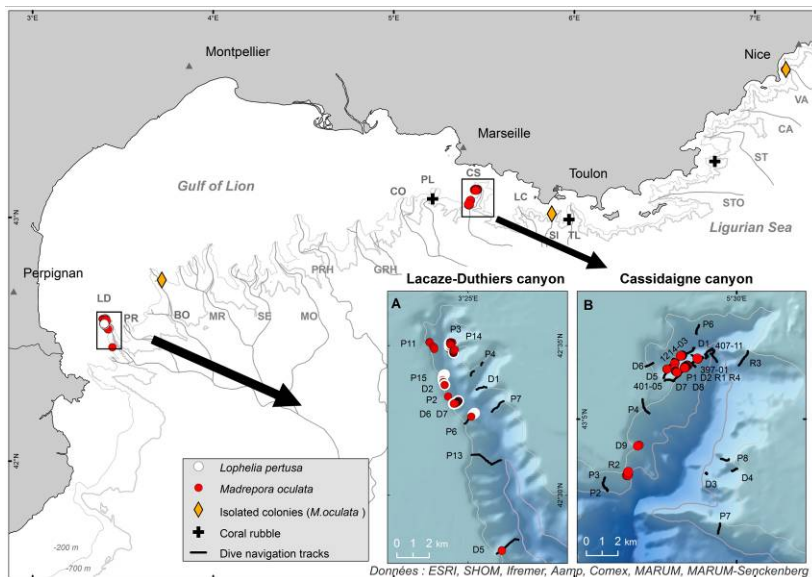 3°E
4°E
5°E
6°E
7°E
Montpellier
Nice
VA
CA
ST
STO
Marseille
Toulon
Gulf of Lion
PL
CS
CO
LC
SI
TL
Ligurian Sea
43°N
Perpignan
LD
PR
BO
MR
SE
MO
PRH
GRH
42°N
-200 m
-700 m
Lophelia pertusa
Madrepora oculata
Isolated colonies (M.oculata)
Coral rubble
Dive navigation tracks
Lacaze-Duthiers canyon
A
3°25'E
P3
P11
P14
P4
P15
D2
D1
P2
P7
D6 D7
P6
P13
D5
42°35'N
42°30'N
0 1 2 km
Cassidaigne canyon
B
5°30'E
P6
1214-03
D1
407-11
D6
R3
D5
P1
397-01
401-05
D7
D2 R1 R4
D8
P4
D9
R2
P3
P2
P8
D3
D4
P7
43°5'N
0 1 2 km
Données : ESRI, SHOM, Ifremer, Aamp, Comex, MARUM, MARUM-Senckenberg